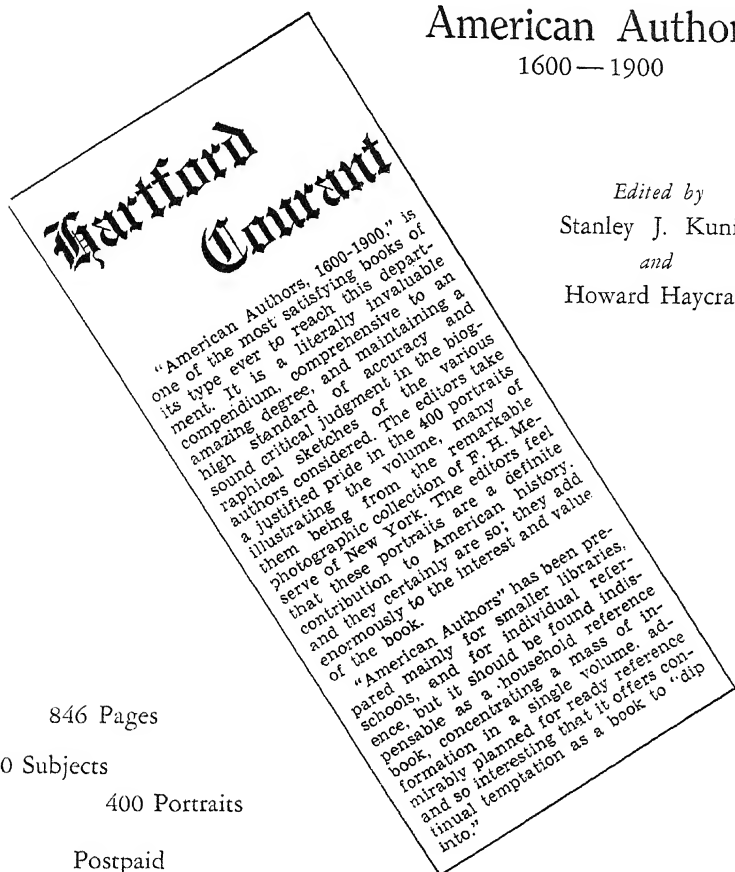 American Autho
1600—1900
Edited by
Stanley J. Kuni
and
Howard Haycra
Hartford
Courant
“American Authors, 1600-1900,” is
one of the most satisfying books of
its type ever to reach this depart-
ment. It is a literally invaluable
compendium, comprehensive to an
amazing degree, and maintaining a
high standard of accuracy and
sound critical judgment in the biog-
raphical sketches of the various
authors considered. The editors take
a justified pride in the 400 portraits
illustrating the volume, many of
them being from the remarkable
photographic collection of F. H. Me-
serve of New York. The editors feel
that these portraits are a definite
contribution to American history,
and they certainly are so; they add
enormously to the interest and value
of the book.
“American Authors” has been pre-
pared mainly for smaller libraries,
schools, and for individual refer-
ence, but it should be found indis-
pensable as a household reference
book, concentrating a mass of in-
formation in a single volume, ad-
mirably planned for ready reference
and so interesting that it offers con-
tinual temptation as a book to “dip
into.”
846 Pages
0 Subjects
400 Portraits
Postpaid